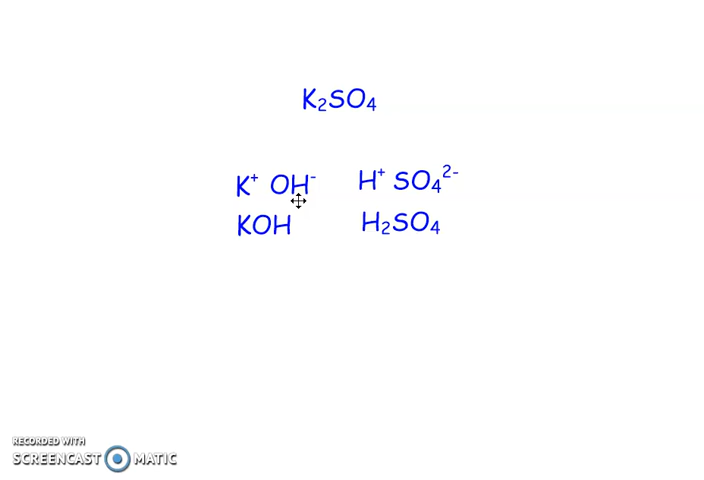 K₂SO₄
K⁺ OH⁻ H⁺ SO₄²⁻
KOH H₂SO₄
RECORDED WITH
SCREENCAST MATIC